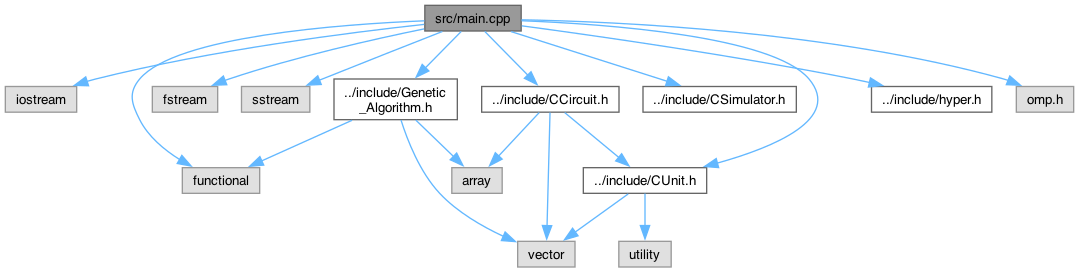 src/main.cpp
iostream
fstream
sstream
../include/Genetic
_Algorithm.h
../include/CCircuit.h
../include/CSimulator.h
../include/hyper.h
omp.h
functional
array
../include/CUnit.h
vector
utility